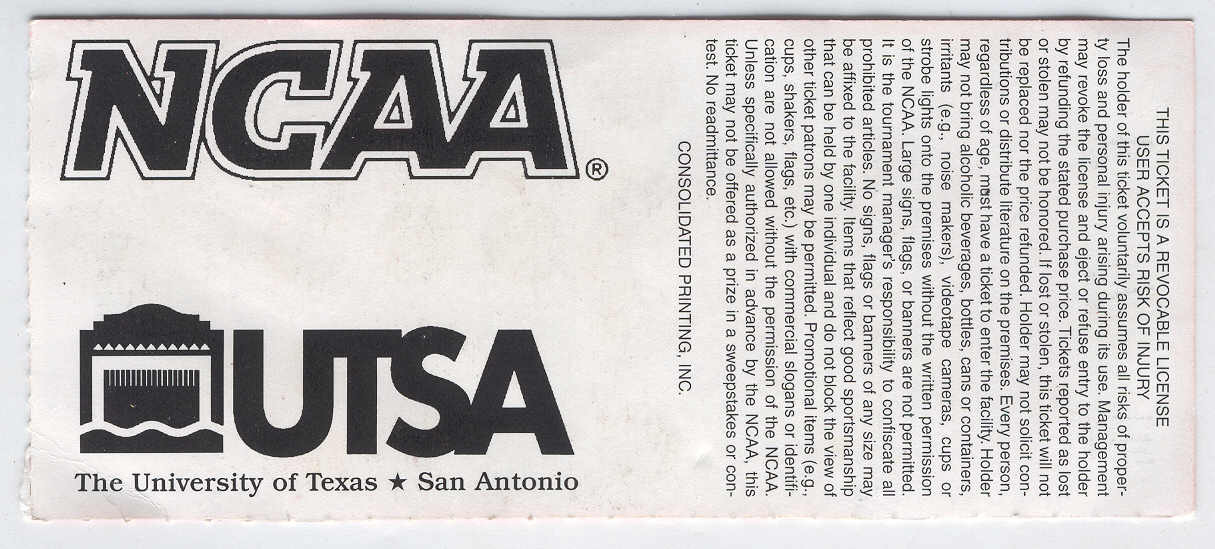 NCAA®
UTSA
The University of Texas ★ San Antonio
THIS TICKET IS A REVOCABLE LICENSE
USER ACCEPTS RISK OF INJURY
The holder of this ticket voluntarily assumes all risks of proper-
ty loss and personal injury arising during its use. Management
may revoke the license and eject or refuse entry to the holder
by refunding the stated purchase price. Tickets reported as lost
or stolen may not be honored. If lost or stolen, this ticket will not
be replaced nor the price refunded. Holder may not solicit con-
tributions or distribute literature on the premises. Every person,
regardless of age, must have a ticket to enter the facility. Holder
may not bring alcoholic beverages, bottles, cans or containers,
irritants (e.g., noise makers), videotape cameras, cups or
strobe lights onto the premises without the written permission
of the NCAA. Large signs, flags, or banners are not permitted.
It is the tournament manager's responsibility to confiscate all
prohibited articles. No signs, flags or banners of any size may
be affixed to the facility. Items that reflect good sportsmanship
that can be held by one individual and do not block the view of
other ticket patrons may be permitted. Promotional items (e.g.,
cups, shakers, flags, etc.) with commercial slogans or identifi-
cation are not allowed without the permission of the NCAA.
Unless specifically authorized in advance by the NCAA, this
ticket may not be offered as a prize in a sweepstakes or con-
test. No readmittance.
CONSOLIDATED PRINTING, INC.